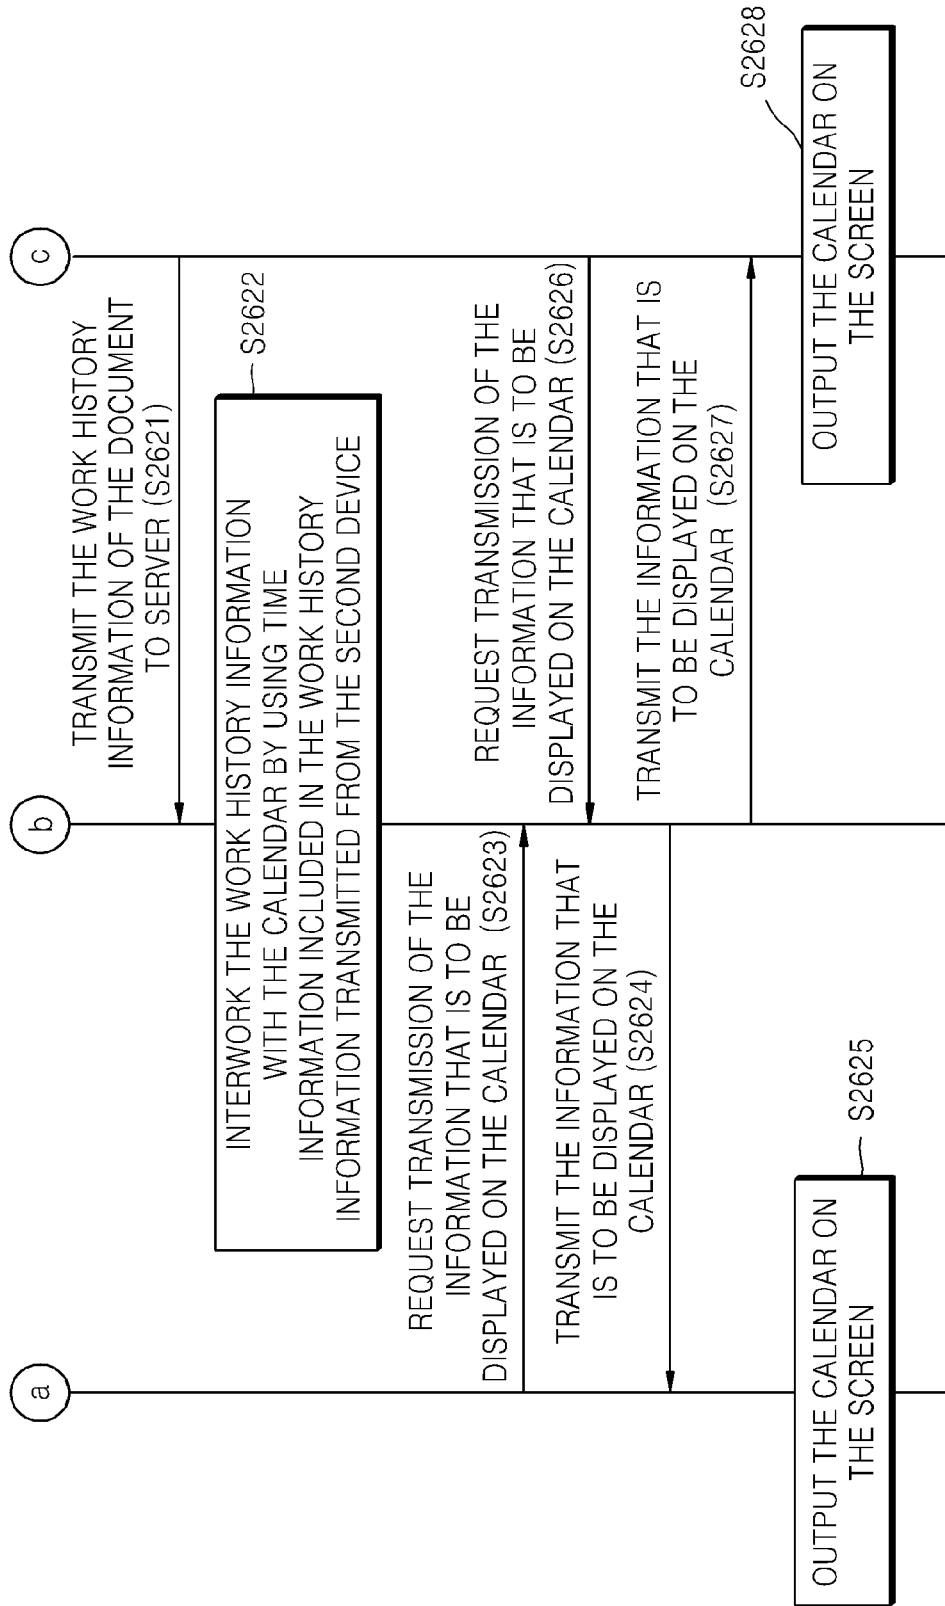 a
b
c
TRANSMIT THE WORK HISTORY
INFORMATION OF THE DOCUMENT
TO SERVER (S2621)
S2622
INTERWORK THE WORK HISTORY INFORMATION
WITH THE CALENDAR BY USING TIME
INFORMATION INCLUDED IN THE WORK HISTORY
INFORMATION TRANSMITTED FROM THE SECOND DEVICE
REQUEST TRANSMISSION OF THE
INFORMATION THAT IS TO BE
DISPLAYED ON THE CALENDAR (S2623)
TRANSMIT THE INFORMATION THAT
IS TO BE DISPLAYED ON THE
CALENDAR (S2624)
S2625
OUTPUT THE CALENDAR ON
THE SCREEN
REQUEST TRANSMISSION OF THE
INFORMATION THAT IS TO BE
DISPLAYED ON THE CALENDAR (S2626)
TRANSMIT THE INFORMATION THAT IS
TO BE DISPLAYED ON THE
CALENDAR (S2627)
S2628
OUTPUT THE CALENDAR ON
THE SCREEN